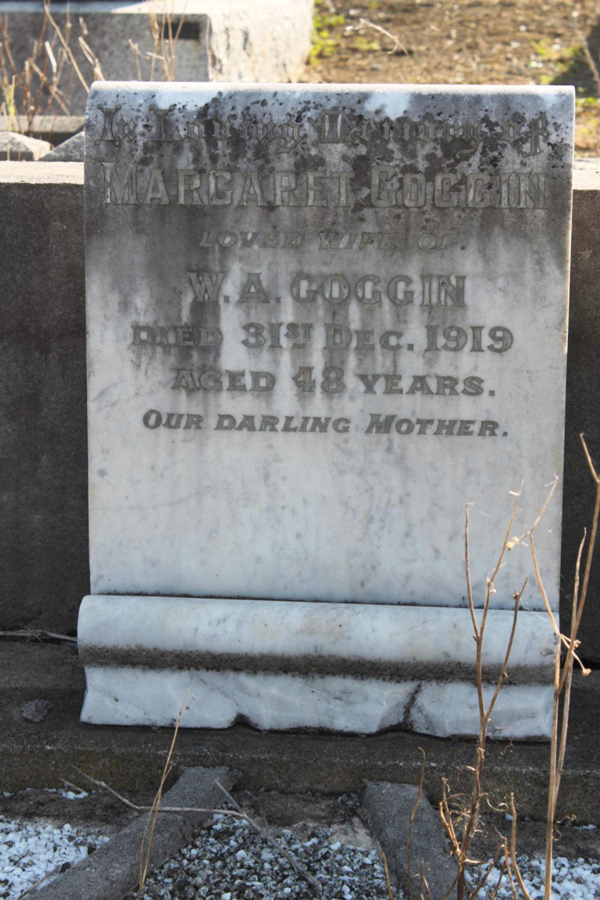 In Loving Memory of
MARGARET GOGGIN
LOVED WIFE OF
W. A. GOGGIN
DIED 31ST DEC. 1919
AGED 48 YEARS.
OUR DARLING MOTHER.